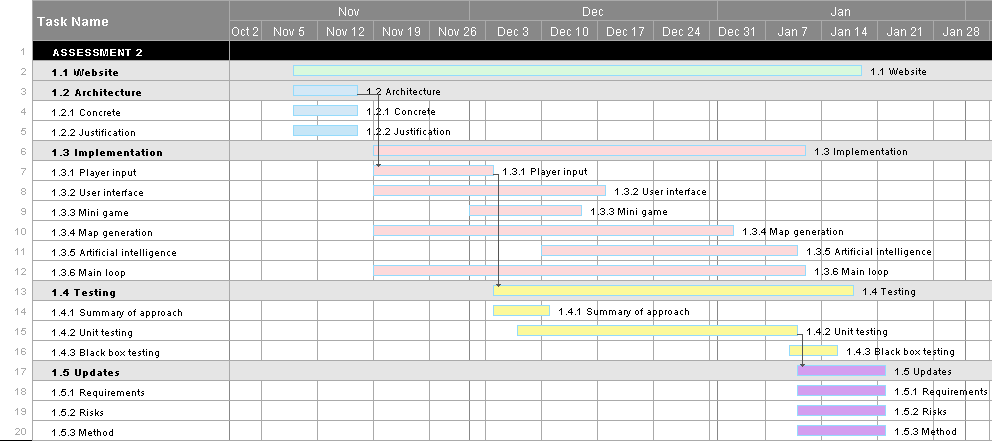 Task Name
Nov Dec Jan
Oct 2 Nov 5 Nov 12 Nov 19 Nov 26 Dec 3 Dec 10 Dec 17 Dec 24 Dec 31 Jan 7 Jan 14 Jan 21 Jan 28
1 ASSESSMENT 2
2 1.1 Website 1.1 Website
3 1.2 Architecture 1.2 Architecture
4 1.2.1 Concrete 1.2.1 Concrete
5 1.2.2 Justification 1.2.2 Justification
6 1.3 Implementation 1.3 Implementation
7 1.3.1 Player input 1.3.1 Player input
8 1.3.2 User interface 1.3.2 User interface
9 1.3.3 Mini game 1.3.3 Mini game
10 1.3.4 Map generation 1.3.4 Map generation
11 1.3.5 Artificial intelligence 1.3.5 Artificial intelligence
12 1.3.6 Main loop 1.3.6 Main loop
13 1.4 Testing 1.4 Testing
14 1.4.1 Summary of approach 1.4.1 Summary of approach
15 1.4.2 Unit testing 1.4.2 Unit testing
16 1.4.3 Black box testing 1.4.3 Black box testing
17 1.5 Updates 1.5 Updates
18 1.5.1 Requirements 1.5.1 Requirements
19 1.5.2 Risks 1.5.2 Risks
20 1.5.3 Method 1.5.3 Method